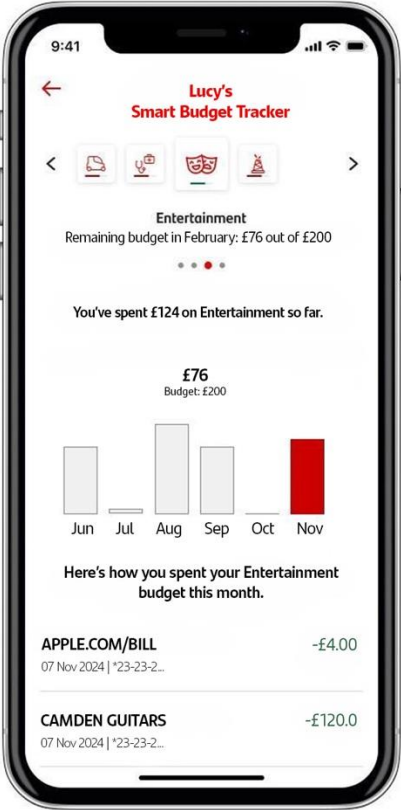 9:41
Lucy's
Smart Budget Tracker
Entertainment
Remaining budget in February: £76 out of £200
You've spent £124 on Entertainment so far.
£76
Budget: £200
Jun Jul Aug Sep Oct Nov
Here's how you spent your Entertainment
budget this month.
APPLE.COM/BILL -£4.00
07 Nov 2024 | *23-23-2...
CAMDEN GUITARS -£120.0
07 Nov 2024 | *23-23-2...